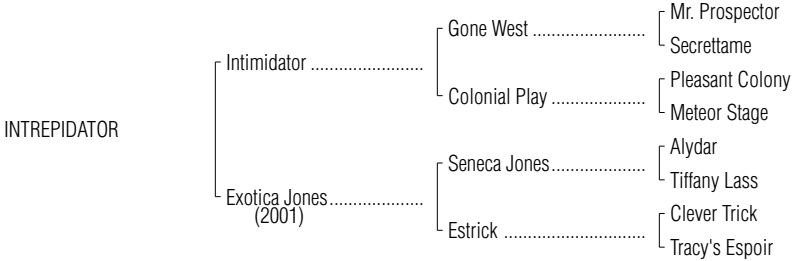 Mr. Prospector
Gone West ........................
Secrettame
Intimidator ........................
Pleasant Colony
Colonial Play ....................
Meteor Stage
INTREPIDATOR
Alydar
Seneca Jones....................
Tiffany Lass
Exotica Jones....................
(2001)
Clever Trick
Estrick ..............................
Tracy's Espoir